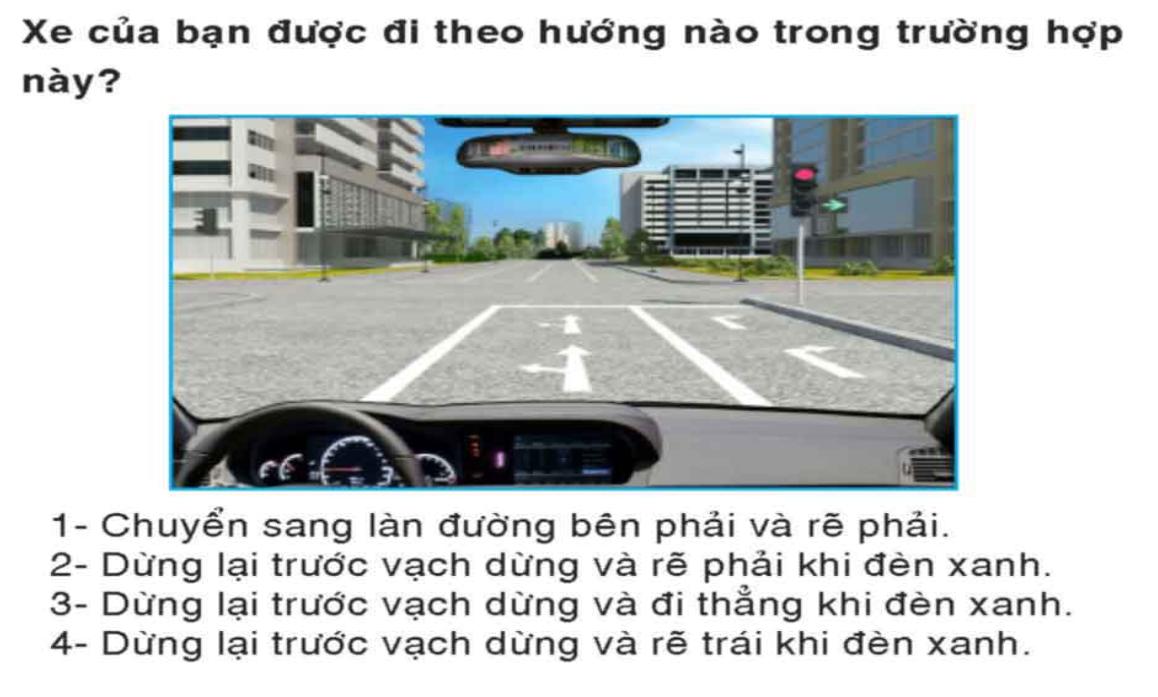 Xe của bạn được đi theo hướng nào trong trường hợp
này?
1- Chuyển sang làn đường bên phải và rẽ phải.
2- Dừng lại trước vạch dừng và rẽ phải khi đèn xanh.
3- Dừng lại trước vạch dừng và đi thẳng khi đèn xanh.
4- Dừng lại trước vạch dừng và rẽ trái khi đèn xanh.